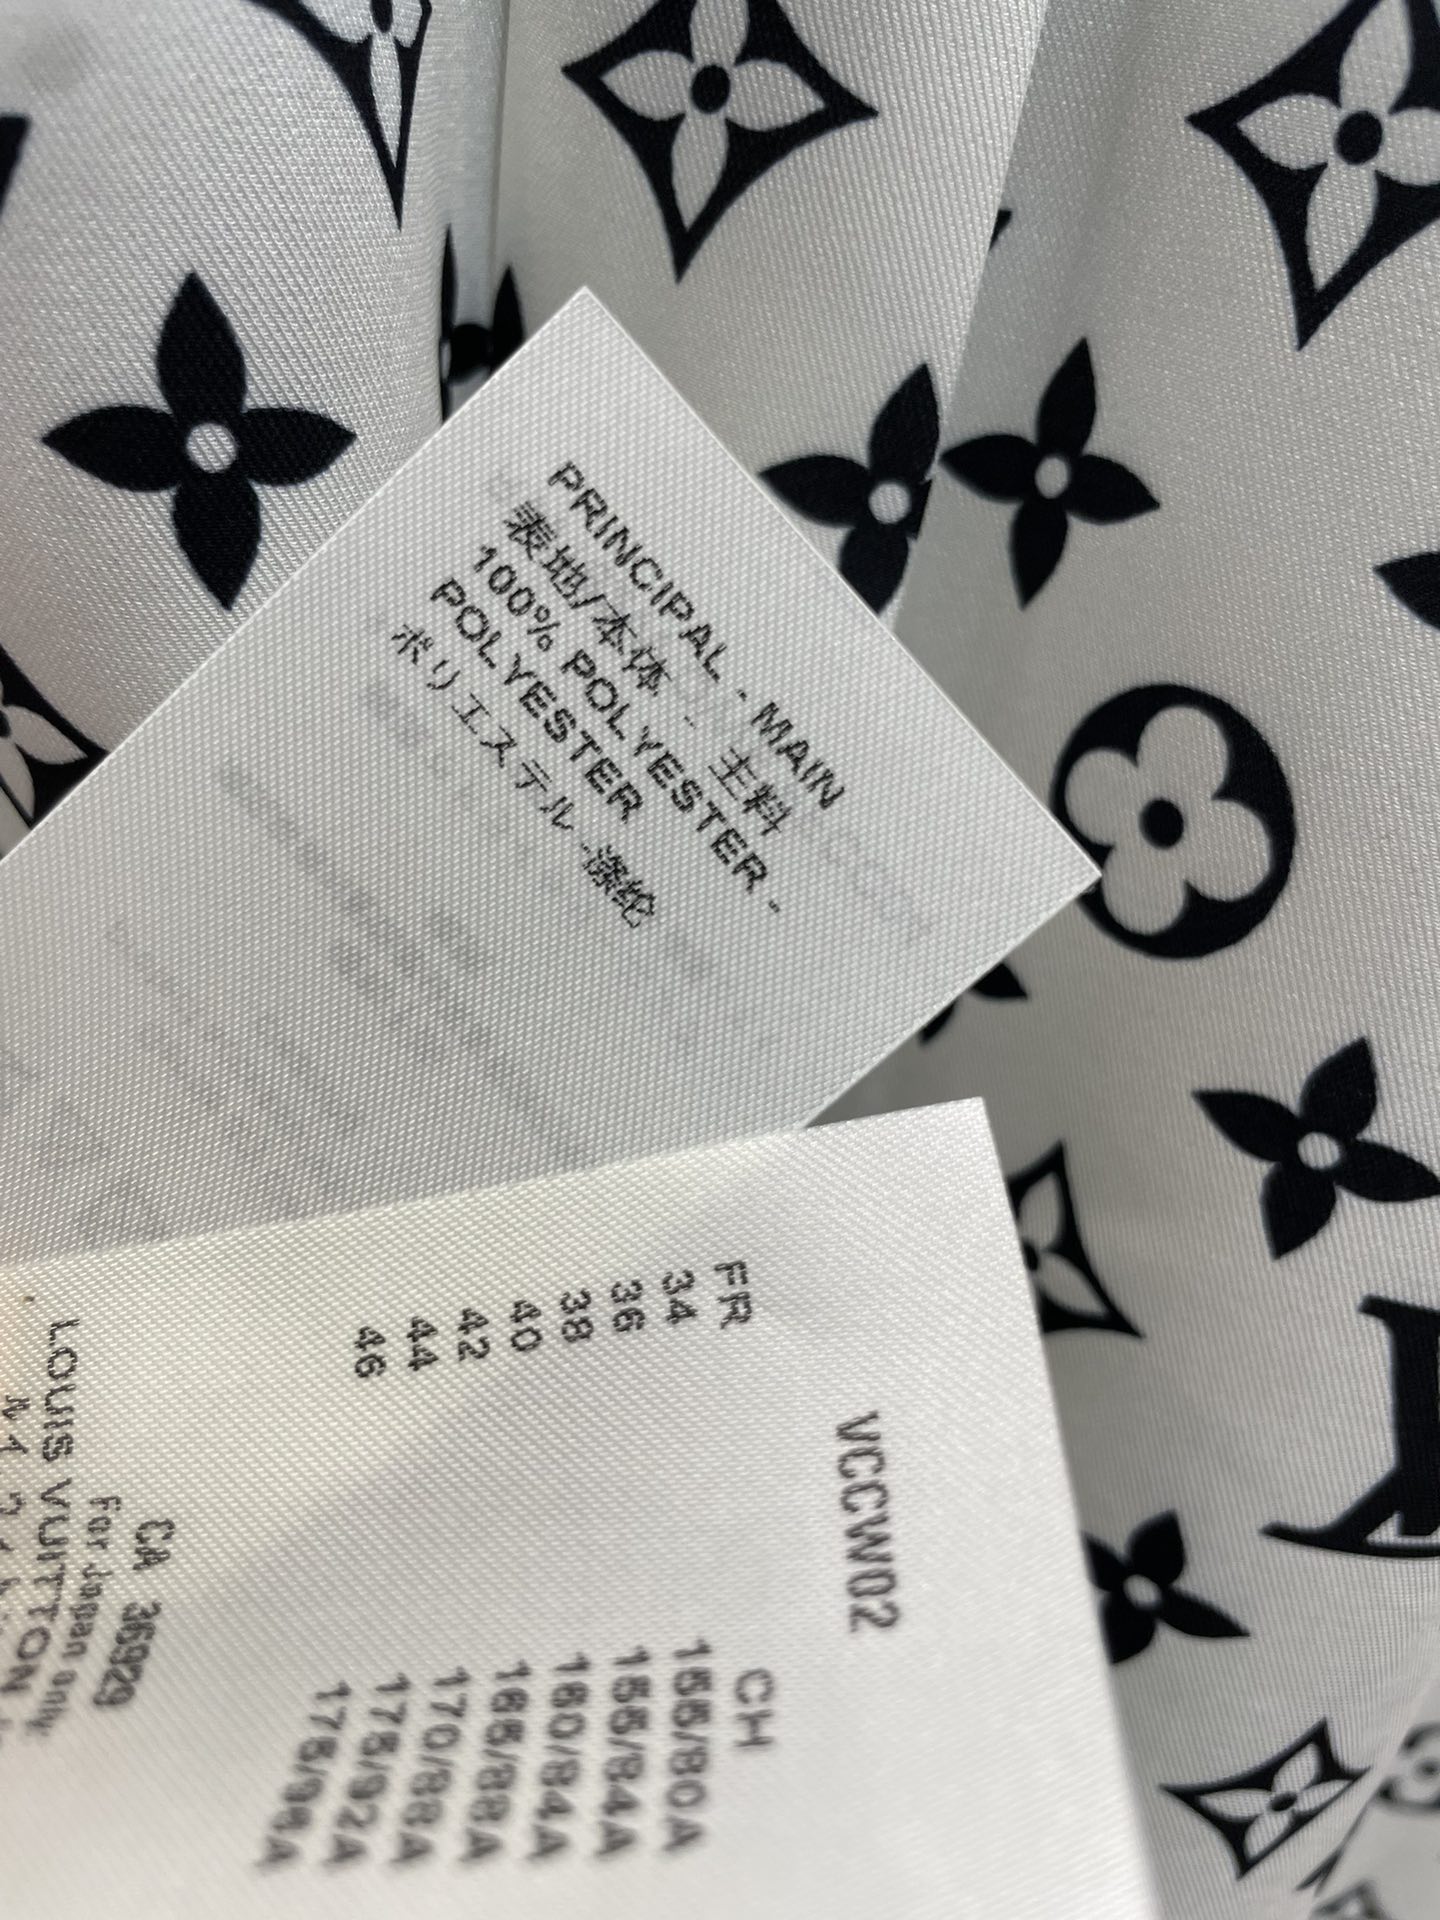 PRINCIPAL - MAIN
表地/本体 - 主料
100% POLYESTER -
POLYESTER
ポリエステル - 涤纶
VCCW02
FR CH
34 155/80A
36 155/84A
38 160/84A
40 165/88A
42 170/88A
44 175/92A
46 175/96A
CA 36929
For Japan only
LOUIS VUITTON